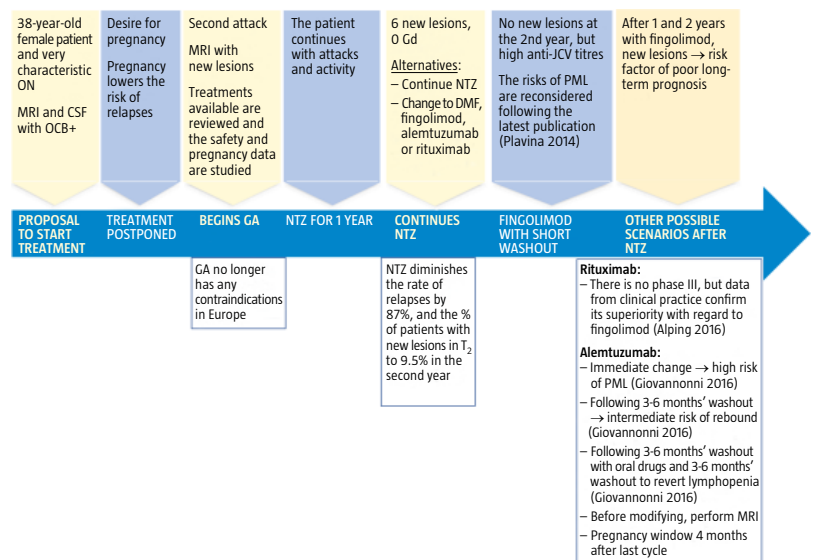 38-year-old
female patient
and very
characteristic
ON
MRI and CSF
with OCB+
Desire for
pregnancy
Pregnancy
lowers the
risk of
relapses
Second attack
MRI with
new lesions
Treatments
available are
reviewed and
the safety and
pregnancy data
are studied
The patient
continues
with attacks
and activity
6 new lesions,
0 Gd
Alternatives:
– Continue NTZ
– Change to DMF,
fingolimod,
alemtuzumab
or rituximab
No new lesions at
the 2nd year, but
high anti-JCV titres
The risks of PML
are reconsidered
following the
latest publication
(Plavina 2014)
After 1 and 2 years
with fingolimod,
new lesions → risk
factor of poor long-
term prognosis
PROPOSAL
TO START
TREATMENT
TREATMENT
POSTPONED
BEGINS GA
NTZ FOR 1 YEAR
CONTINUES
NTZ
FINGOLIMOD
WITH SHORT
WASHOUT
OTHER POSSIBLE
SCENARIOS AFTER
NTZ
GA no longer
has any
contraindications
in Europe
NTZ diminishes
the rate of
relapses by
87%, and the %
of patients with
new lesions in T2
to 9.5% in the
second year
Rituximab:
– There is no phase III, but data
from clinical practice confirm
its superiority with regard to
fingolimod (Alping 2016)
Alemtuzumab:
– Immediate change → high risk
of PML (Giovannonni 2016)
– Following 3-6 months’ washout
→ intermediate risk of rebound
(Giovannonni 2016)
– Following 3-6 months’ washout
with oral drugs and 3-6 months’
washout to revert lymphopenia
(Giovannonni 2016)
– Before modifying, perform MRI
– Pregnancy window 4 months
after last cycle